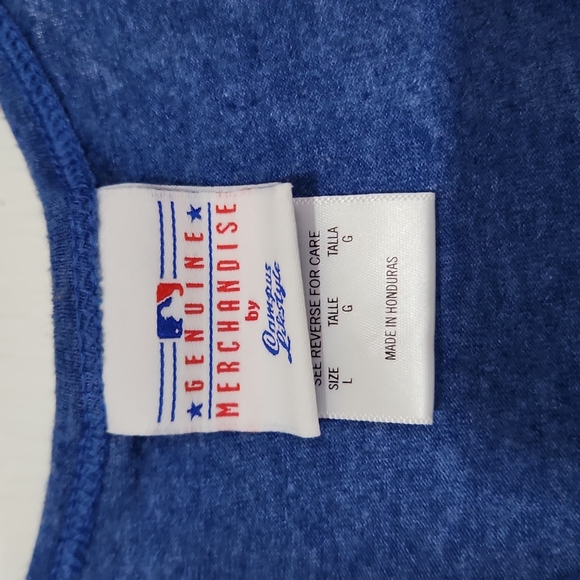 ★ GENUINE ★
MERCHANDISE
by
Campus
Lifestyle
SEE REVERSE FOR CARE
SIZE TALLE TALLA
L G G
MADE IN HONDURAS